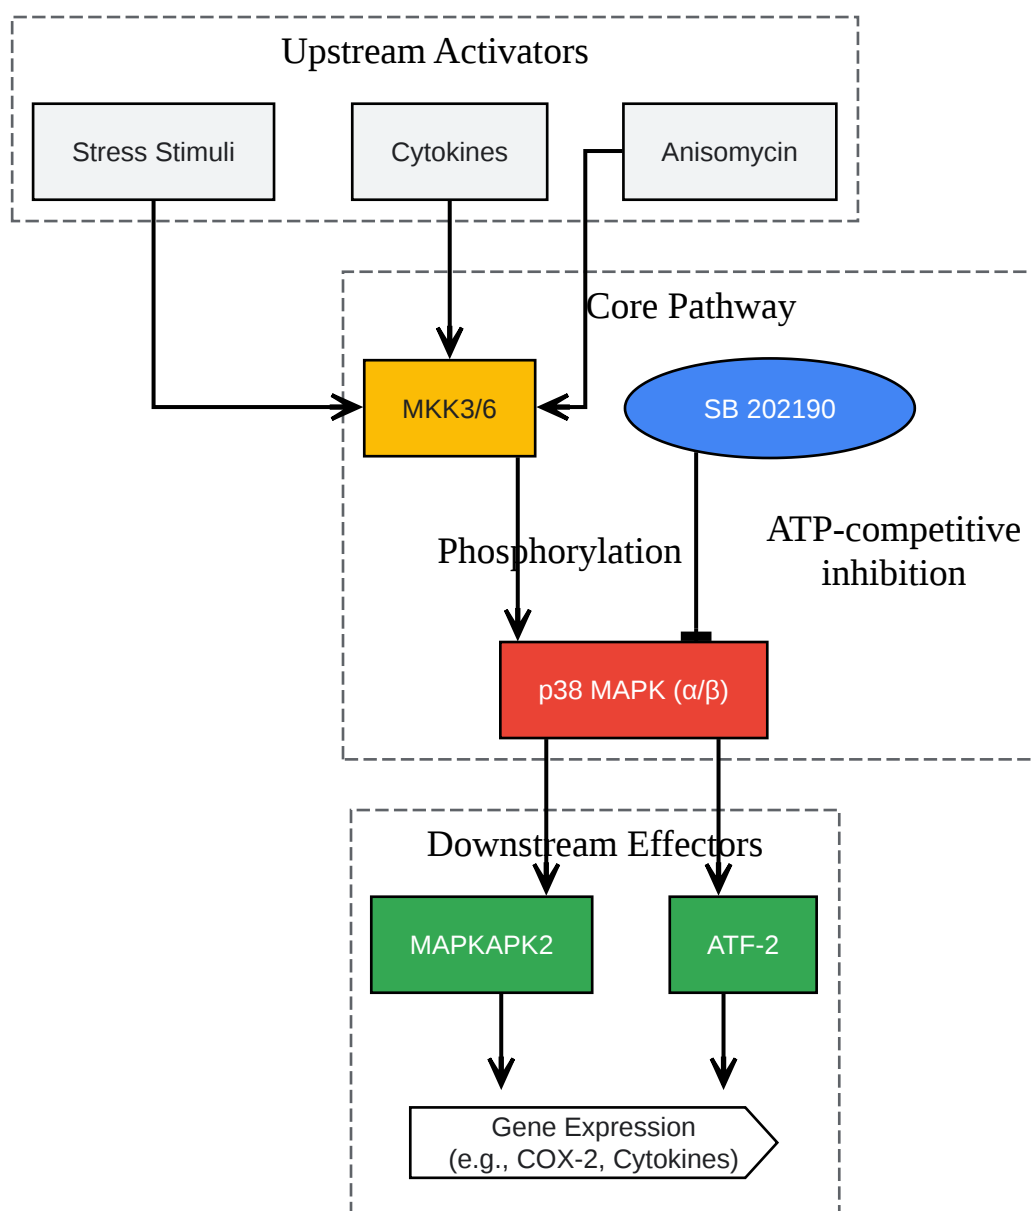 Upstream Activators
Stress Stimuli
Cytokines
Anisomycin
Core Pathway
MKK3/6
SB 202190
Phosphorylation
ATP-competitive
inhibition
p38 MAPK (α/β)
Downstream Effectors
MAPKAPK2
ATF-2
Gene Expression
(e.g., COX-2, Cytokines)